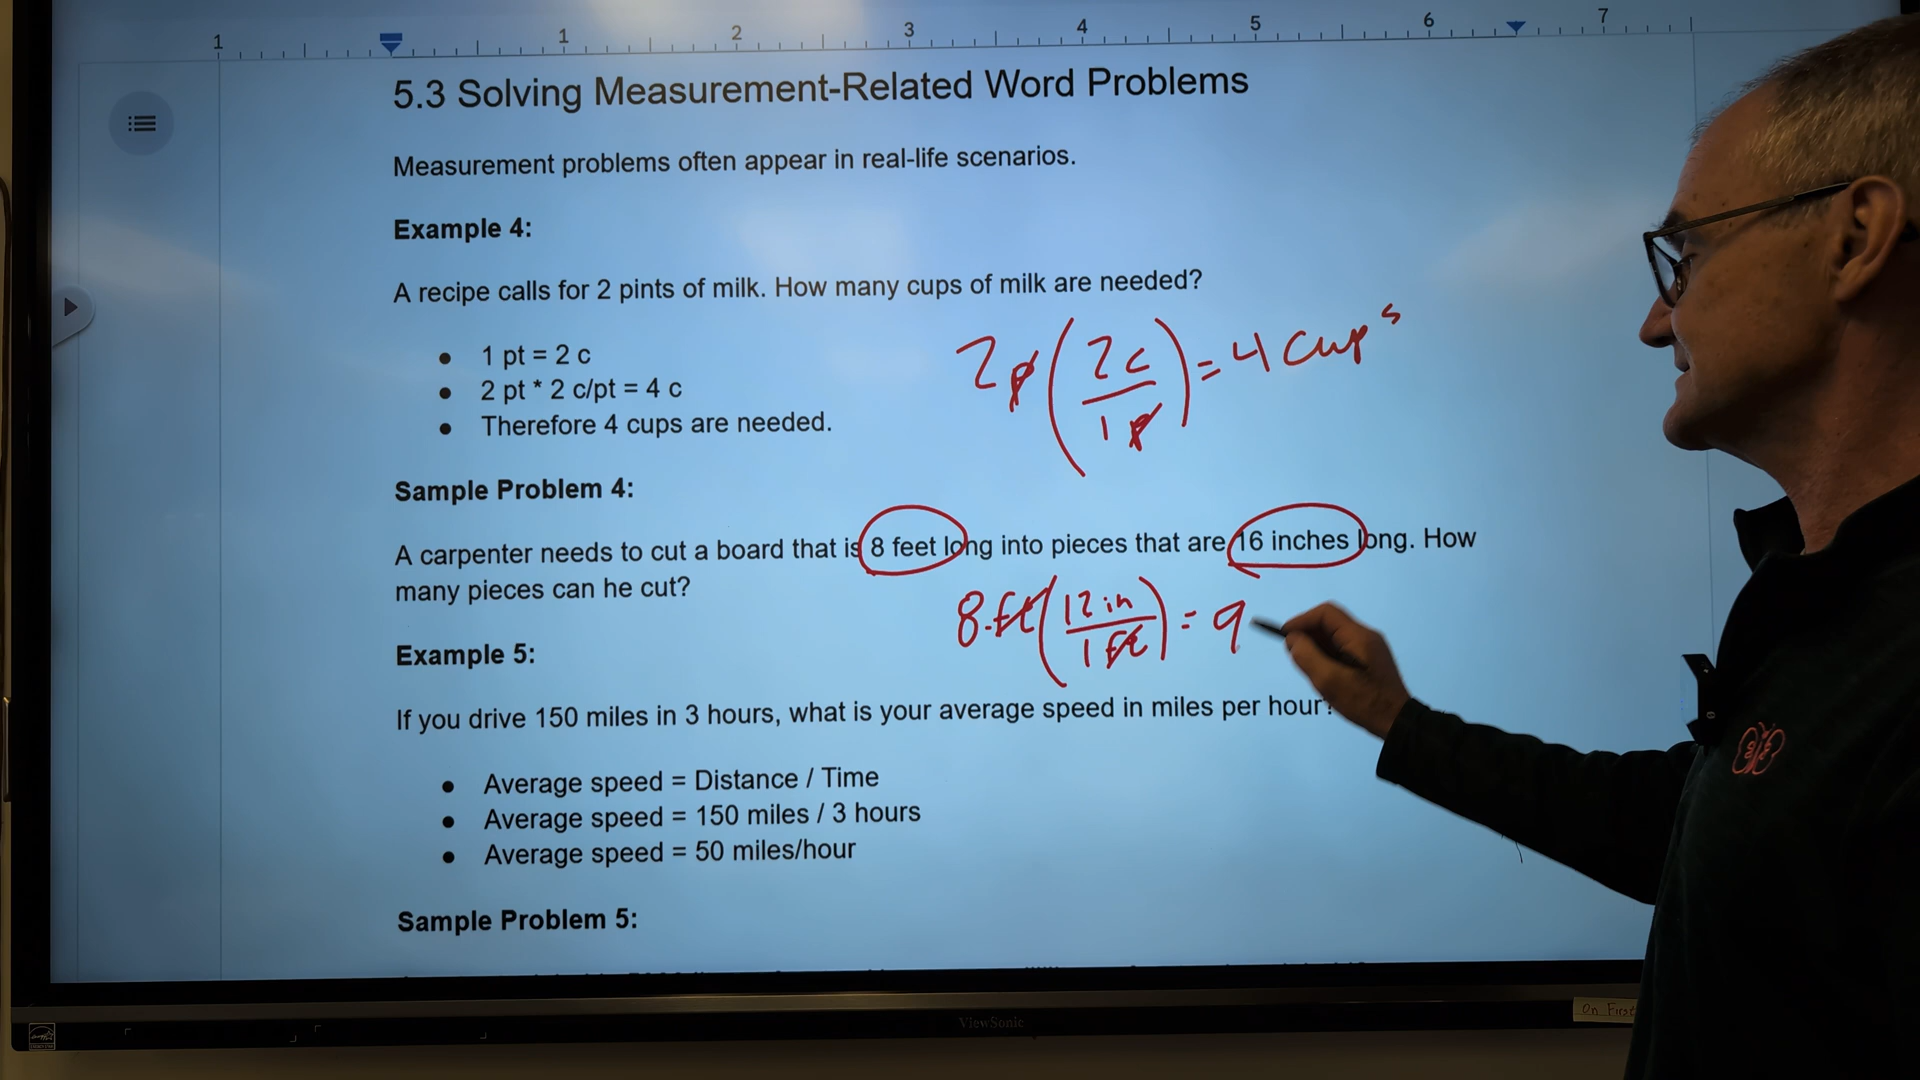 1 1 2 3 4 5 6 7
5.3 Solving Measurement-Related Word Problems
Measurement problems often appear in real-life scenarios.
Example 4:
A recipe calls for 2 pints of milk. How many cups of milk are needed?
1 pt = 2 c
2 pt * 2 c/pt = 4 c
Therefore 4 cups are needed.
2p(2c/1p) = 4 cups
Sample Problem 4:
A carpenter needs to cut a board that is 8 feet long into pieces that are 16 inches long. How
many pieces can he cut?
8 ft(12 in/1 ft) = 9
Example 5:
If you drive 150 miles in 3 hours, what is your average speed in miles per hour?
Average speed = Distance / Time
Average speed = 150 miles / 3 hours
Average speed = 50 miles/hour
Sample Problem 5:
ViewSonic
On First